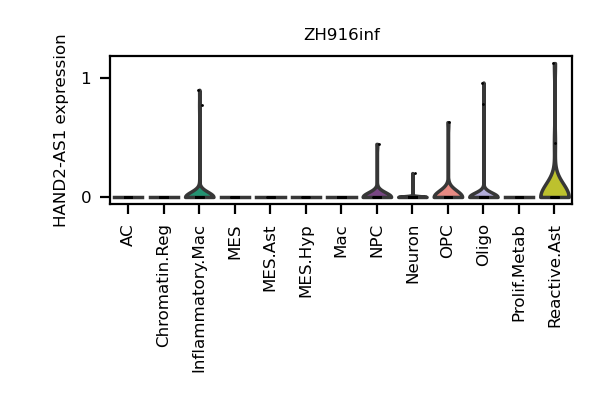 ZH916inf
HAND2-AS1 expression
1
0
AC
Chromatin.Reg
Inflammatory.Mac
MES
MES.Ast
MES.Hyp
Mac
NPC
Neuron
OPC
Oligo
Prolif.Metab
Reactive.Ast